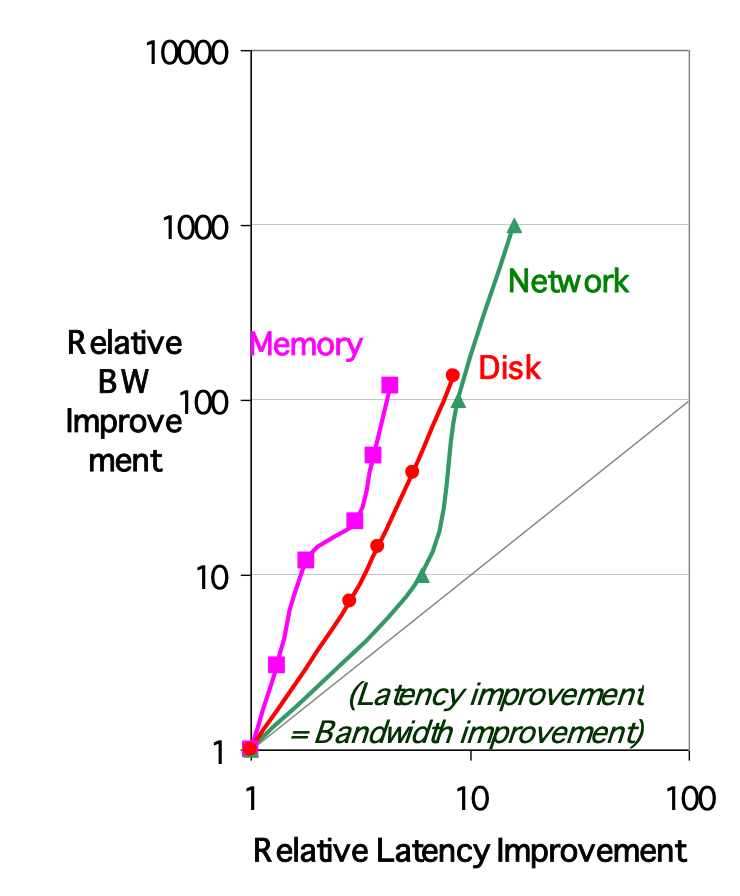 10000
1000
Network
Relative
BW
Improve
ment
Memory
Disk
100
10
(Latency improvement
= Bandwidth improvement)
1
1
10
100
Relative Latency Improvement